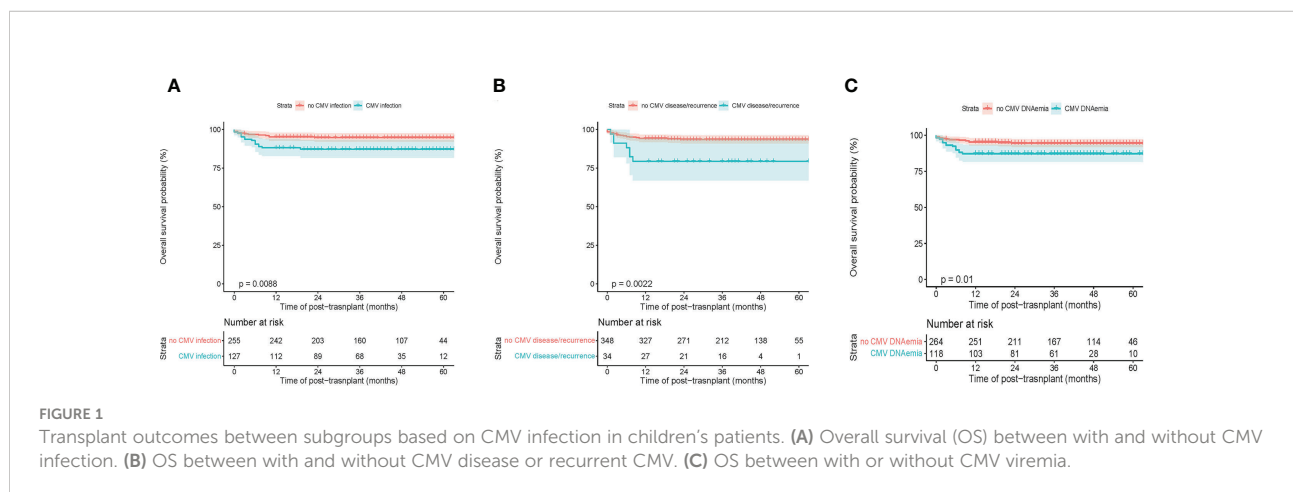 A
Strata no CMV infection CMV infection
100
75
50
25
0
Overall survival probability (%)
p = 0.0088
0 12 24 36 48 60
Time of post-trasnplant (months)
Number at risk
Strata
no CMV infection 255 242 203 160 107 44
CMV infection 127 112 89 68 35 12
0 12 24 36 48 60
Time of post-transplant (months)
B
Strata no CMV disease/recurrence CMV disease/recurrence
100
75
50
25
0
Overall survival probability (%)
p = 0.0022
0 12 24 36 48 60
Time of post-trasnplant (months)
Number at risk
Strata
no CMV disease/recurrence 348 327 271 212 138 55
CMV disease/recurrence 34 27 21 16 4 1
0 12 24 36 48 60
Time of post-transplant (months)
C
Strata no CMV DNAemia CMV DNAemia
100
75
50
25
0
Overall survival probability (%)
p = 0.01
0 12 24 36 48 60
Time of post-trasnplant (months)
Number at risk
Strata
no CMV DNAemia 264 251 211 167 114 46
CMV DNAemia 118 103 81 61 28 10
0 12 24 36 48 60
Time of post-transplant (months)
FIGURE 1
Transplant outcomes between subgroups based on CMV infection in children's patients. (A) Overall survival (OS) between with and without CMV
infection. (B) OS between with and without CMV disease or recurrent CMV. (C) OS between with or without CMV viremia.